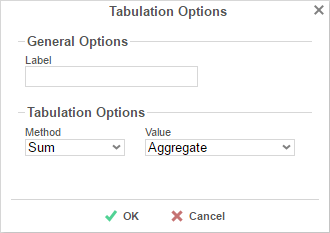 Tabulation Options
General Options
Label
Tabulation Options
Method Value
Sum Aggregate
OK Cancel